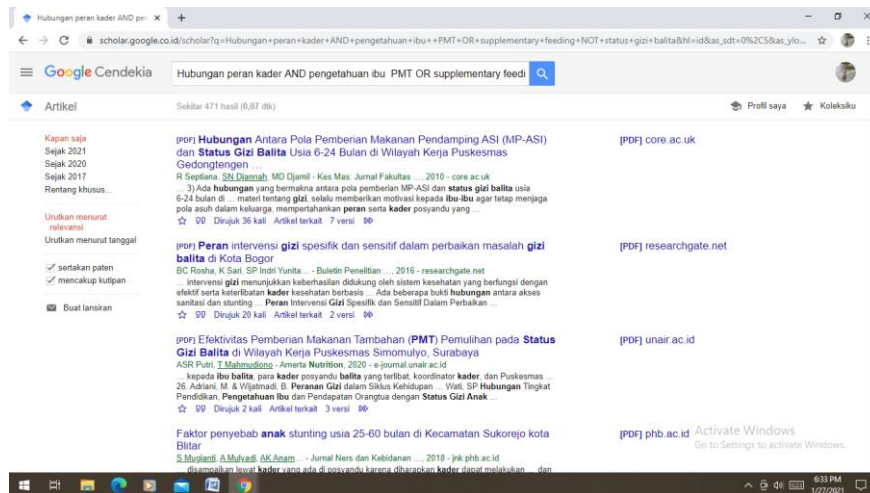 Hubungan peran kader AND per
scholar.google.co.id/scholar?q=Hubungan+peran+kader+AND+pengetahuan+ibu++PMT+OR+supplementary+feeding+NOT+status+gizi+balita&hl=id&as_sdt=0%2C5&as_ylo...
Google Cendekia
Hubungan peran kader AND pengetahuan ibu PMT OR supplementary feedi
Artikel
Sekitar 471 hasil (0,07 dtk)
Profil saya
Koleksiku
Kapan saja
Sejak 2021
Sejak 2020
Sejak 2017
Rentang khusus...
Urutkan menurut
relevansi
Urutkan menurut tanggal
sertakan paten
mencakup kutipan
Buat lansiran
[PDF] Hubungan Antara Pola Pemberian Makanan Pendamping ASI (MP-ASI)
dan Status Gizi Balita Usia 6-24 Bulan di Wilayah Kerja Puskesmas
Gedongtengen ...
R Septiana, SN Djannah, MD Djamil - Kes Mas: Jurnal Fakultas ..., 2010 - core.ac.uk
... 3) Ada hubungan yang bermakna antara pola pemberian MP-ASI dan status gizi balita usia
6-24 bulan di ... materi tentang gizi, selalu memberikan motivasi kepada ibu-ibu agar tetap menjaga
pola asuh dalam keluarga, mempertahankan peran serta kader posyandu yang ...
Dirujuk 36 kali Artikel terkait 7 versi
[PDF] core.ac.uk
[PDF] Peran intervensi gizi spesifik dan sensitif dalam perbaikan masalah gizi
balita di Kota Bogor
BC Rosha, K Sari, SP Indri Yunita... - Buletin Penelitian ..., 2016 - researchgate.net
... intervensi gizi menunjukkan keberhasilan didukung oleh sistem kesehatan yang berfungsi dengan
efektif serta keterlibatan kader kesehatan berbasis ... Ada beberapa bukti hubungan antara akses
sanitasi dan stunting ... Peran Intervensi Gizi Spesifik dan Sensitif Dalam Perbaikan ...
Dirujuk 20 kali Artikel terkait 2 versi
[PDF] researchgate.net
[PDF] Efektivitas Pemberian Makanan Tambahan (PMT) Pemulihan pada Status
Gizi Balita di Wilayah Kerja Puskesmas Simomulyo, Surabaya
ASR Putri, T Mahmudiono - Amerta Nutrition, 2020 - e-journal.unair.ac.id
... kepada ibu balita, para kader posyandu balita yang terlibat, koordinator kader, dan Puskesmas ...
26. Adriani, M. & Wijatmadi, B. Peranan Gizi dalam Siklus Kehidupan ... Wati, SP Hubungan Tingkat
Pendidikan, Pengetahuan Ibu dan Pendapatan Orangtua dengan Status Gizi Anak ...
Dirujuk 2 kali Artikel terkait 3 versi
[PDF] unair.ac.id
Faktor penyebab anak stunting usia 25-60 bulan di Kecamatan Sukorejo kota
Blitar
S Mugianti, A Mulyadi, AK Anam... - Jurnal Ners dan Kebidanan ..., 2018 - jnk.phb.ac.id
... disampaikan lewat kader yang ada di posyandu karena diharapkan kader dapat melakukan ... dan
[PDF] phb.ac.id
Activate Windows
Go to Settings to activate Windows.
6:33 PM
1/27/2021